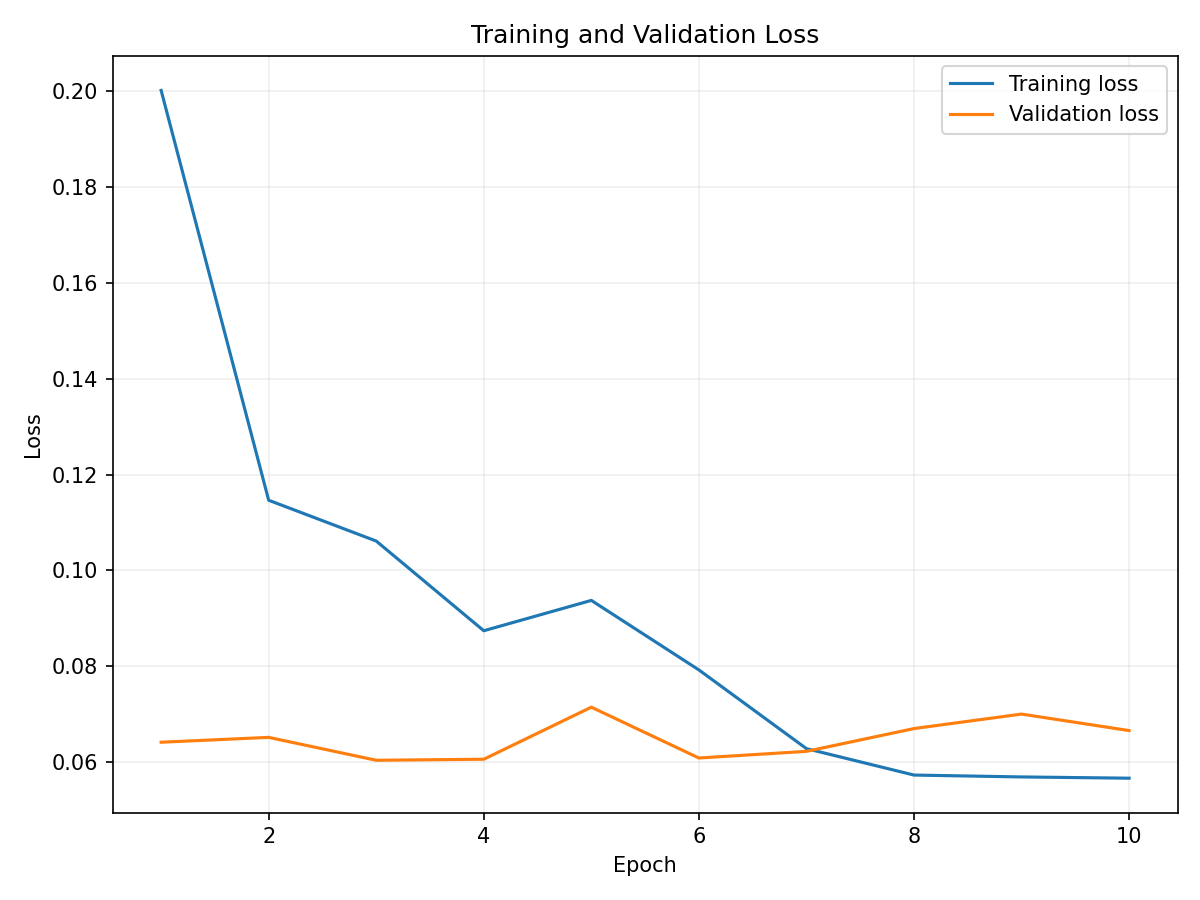 Training and Validation Loss
Training loss
Validation loss
0.20
0.18
0.16
0.14
0.12
0.10
0.08
0.06
Loss
2 4 6 8 10
Epoch